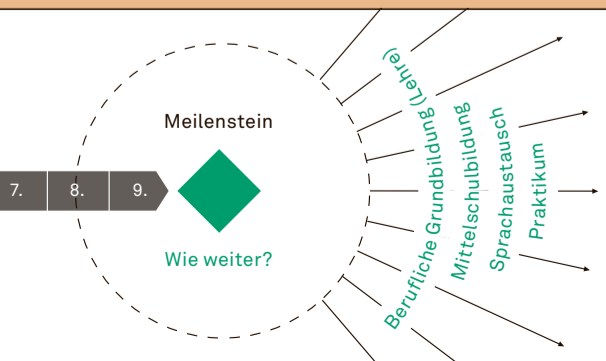 Meilenstein
7.
8.
9.
Wie weiter?
Berufliche Grundbildung (Lehre)
Mittelschulbildung
Sprachaustausch
Praktikum